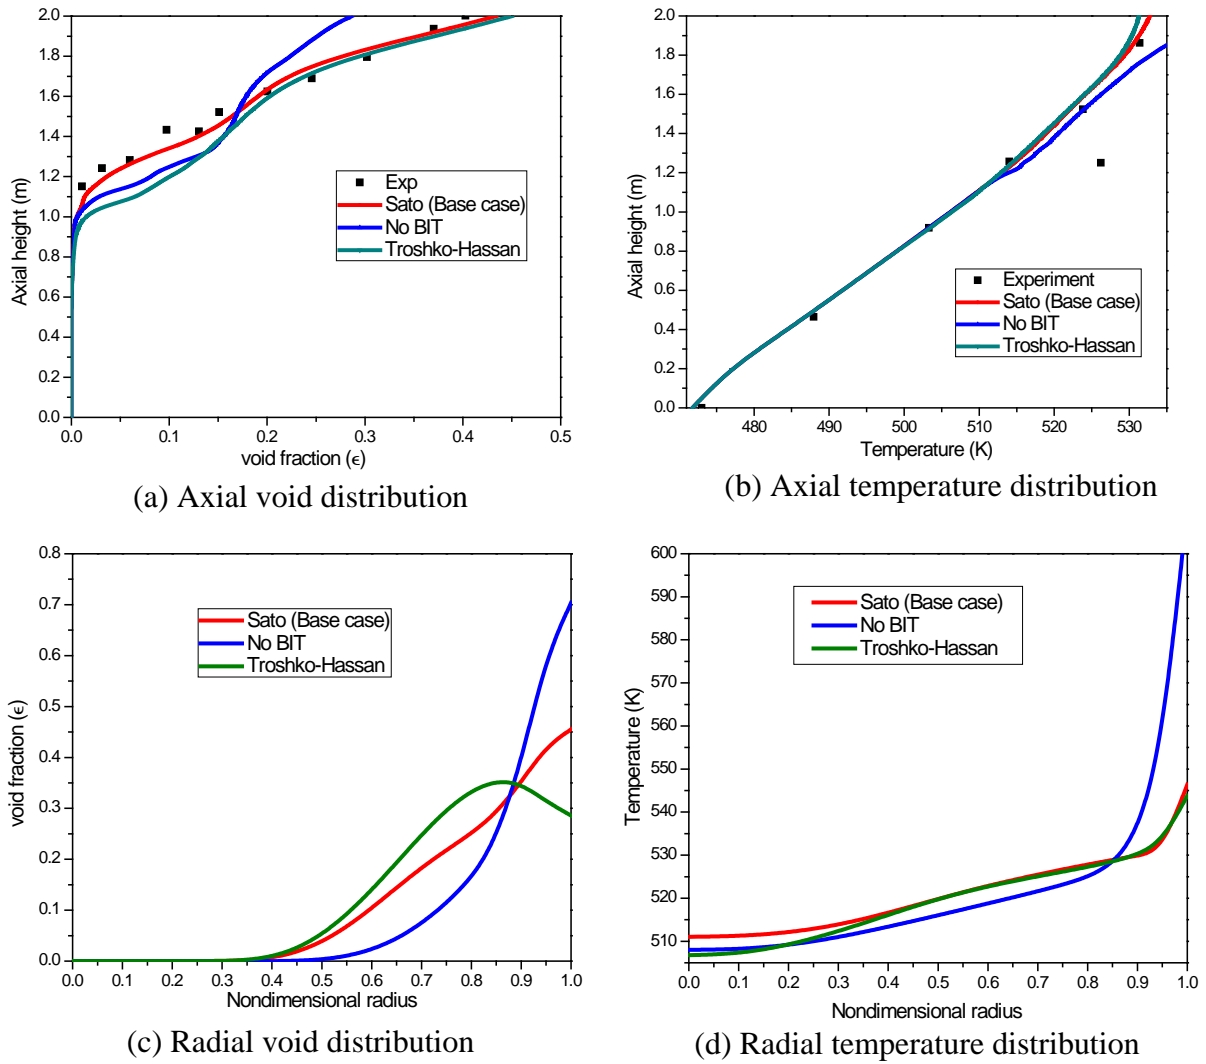 2.0
1.8
1.6
1.4
1.2
1.0
0.8
0.6
0.4
0.2
0.0
Axial height (m)
Exp
Sato (Base case)
No BIT
Troshko-Hassan
0.0 0.1 0.2 0.3 0.4 0.5
void fraction (ϵ)
(a) Axial void distribution
2.0
1.8
1.6
1.4
1.2
1.0
0.8
0.6
0.4
0.2
0.0
Axial height (m)
Experiment
Sato (Base case)
No BIT
Troshko-Hassan
480 490 500 510 520 530
Temperature (K)
(b) Axial temperature distribution
0.8
0.7
0.6
0.5
0.4
0.3
0.2
0.1
0.0
void fraction (ϵ)
Sato (Base case)
No BIT
Troshko-Hassan
0.0 0.1 0.2 0.3 0.4 0.5 0.6 0.7 0.8 0.9 1.0
Nondimensional radius
(c) Radial void distribution
600
590
580
570
560
550
540
530
520
510
Temperature (K)
Sato (Base case)
No BIT
Troshko-Hassan
0.0 0.1 0.2 0.3 0.4 0.5 0.6 0.7 0.8 0.9 1.0
Nondimensional radius
(d) Radial temperature distribution